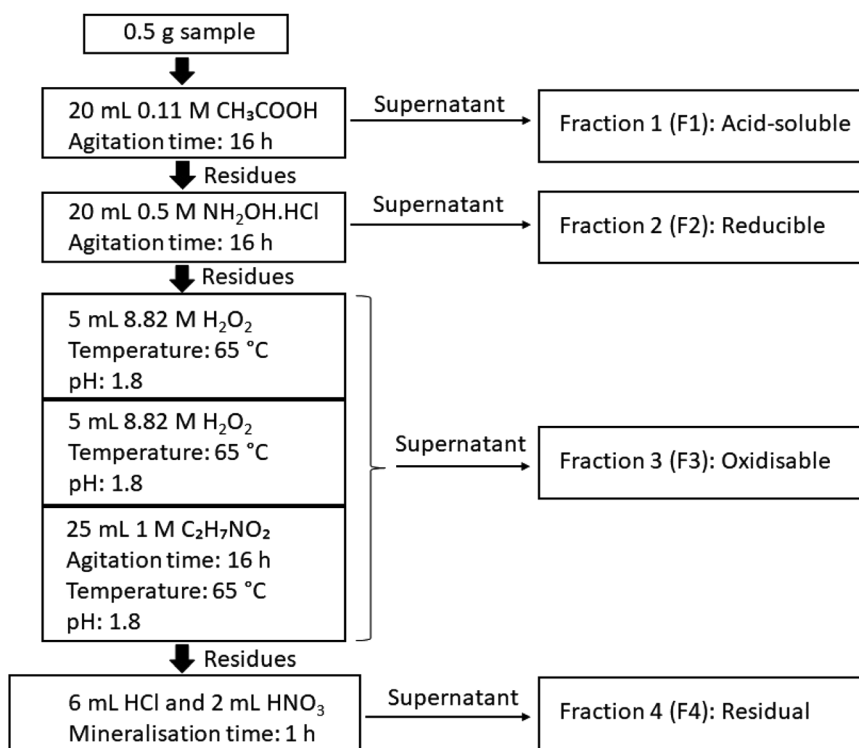 0.5 g sample
20 mL 0.11 M CH₃COOH
Agitation time: 16 h
Supernatant
Fraction 1 (F1): Acid-soluble
Residues
20 mL 0.5 M NH₂OH.HCl
Agitation time: 16 h
Supernatant
Fraction 2 (F2): Reducible
Residues
5 mL 8.82 M H₂O₂
Temperature: 65 °C
pH: 1.8
5 mL 8.82 M H₂O₂
Temperature: 65 °C
pH: 1.8
25 mL 1 M C₂H₇NO₂
Agitation time: 16 h
Temperature: 65 °C
pH: 1.8
Supernatant
Fraction 3 (F3): Oxidisable
Residues
6 mL HCl and 2 mL HNO₃
Mineralisation time: 1 h
Supernatant
Fraction 4 (F4): Residual